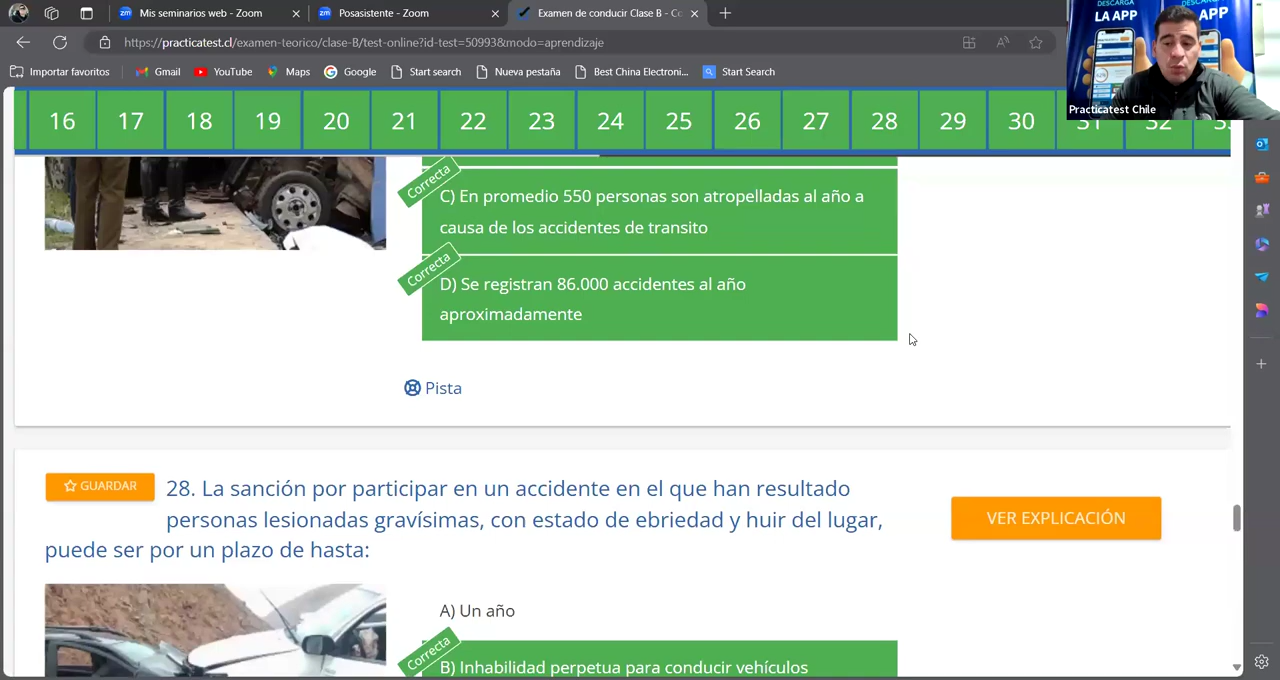 Mis seminarios web - Zoom
Posasistente - Zoom
Examen de conducir Clase B - Co
https://practicatest.cl/examen-teorico/clase-B/test-online?id-test=50993&modo=aprendizaje
Importar favoritos
Gmail
YouTube
Maps
Google
Start search
Nueva pestaña
Best China Electroni...
Start Search
DESCARGA
LA APP
APP
Practicatest Chile
16 17 18 19 20 21 22 23 24 25 26 27 28 29 30 31 32
Correcta
C) En promedio 550 personas son atropelladas al año a
causa de los accidentes de transito
Correcta
D) Se registran 86.000 accidentes al año
aproximadamente
Pista
GUARDAR
28. La sanción por participar en un accidente en el que han resultado
personas lesionadas gravísimas, con estado de ebriedad y huir del lugar,
puede ser por un plazo de hasta:
VER EXPLICACIÓN
A) Un año
Correcta
B) Inhabilidad perpetua para conducir vehículos